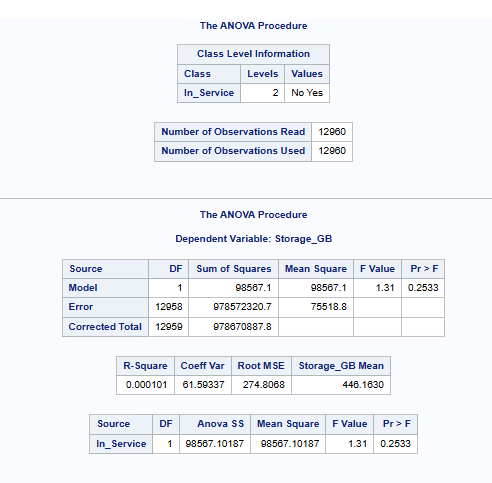 The ANOVA Procedure
Class Level Information
Class Levels Values
In_Service 2 No Yes
Number of Observations Read 12960
Number of Observations Used 12960
The ANOVA Procedure
Dependent Variable: Storage_GB
Source DF Sum of Squares Mean Square F Value Pr > F
Model 1 98567.1 98567.1 1.31 0.2533
Error 12958 978572320.7 75518.8
Corrected Total 12959 978670887.8
R-Square Coeff Var Root MSE Storage_GB Mean
0.000101 61.59337 274.8068 446.1630
Source DF Anova SS Mean Square F Value Pr > F
In_Service 1 98567.10187 98567.10187 1.31 0.2533